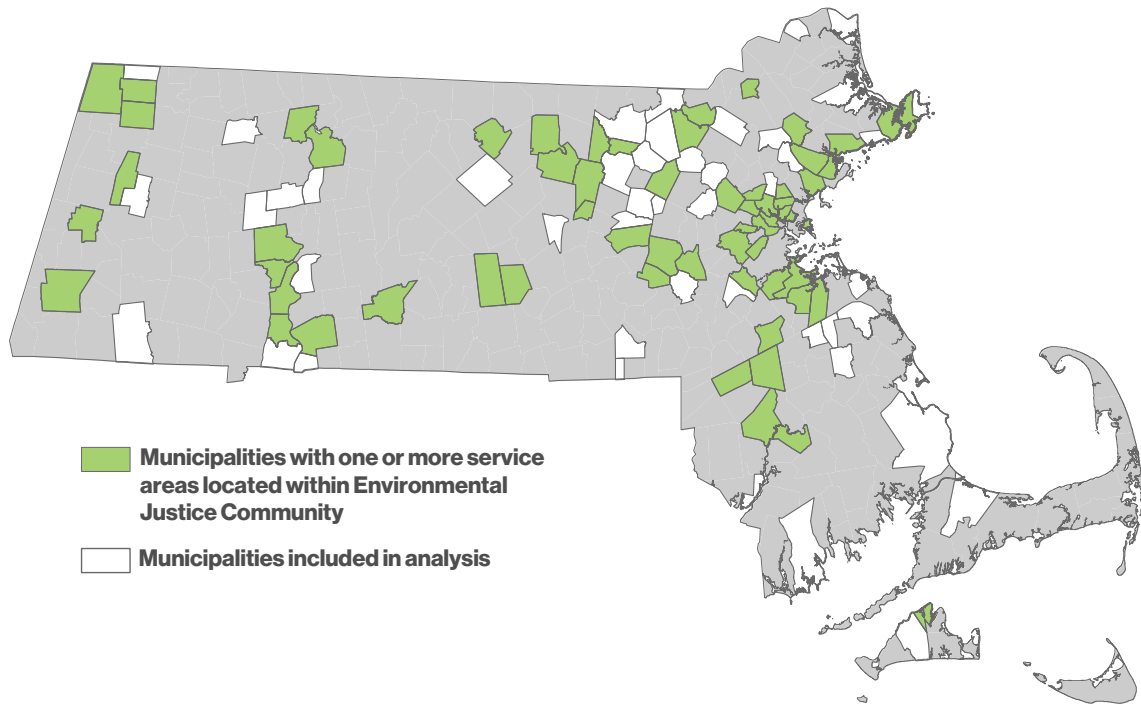 Municipalities with one or more service
areas located within Environmental
Justice Community
Municipalities included in analysis